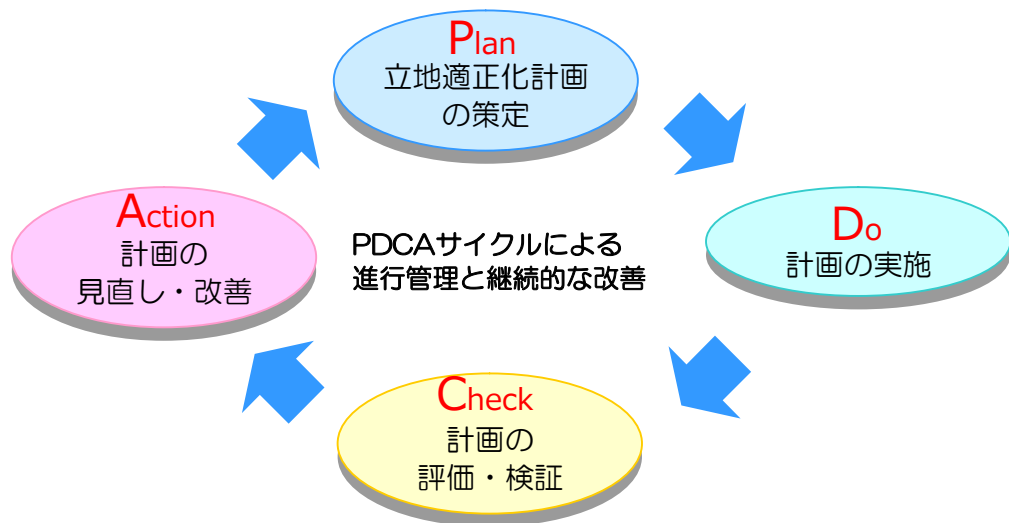 Plan
立地適正化計画
の策定
Do
計画の実施
Check
計画の
評価・検証
Action
計画の
見直し・改善
PDCAサイクルによる
進行管理と継続的な改善